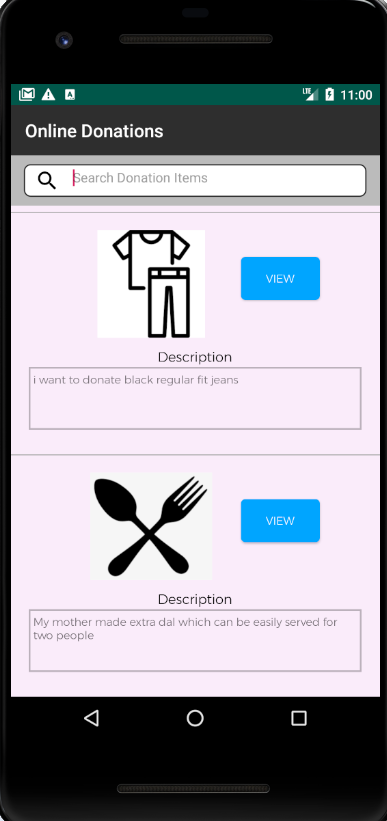 LTE 11:00
Online Donations
Search Donation Items
VIEW
Description
i want to donate black regular fit jeans
VIEW
Description
My mother made extra dal which can be easily served for
two people